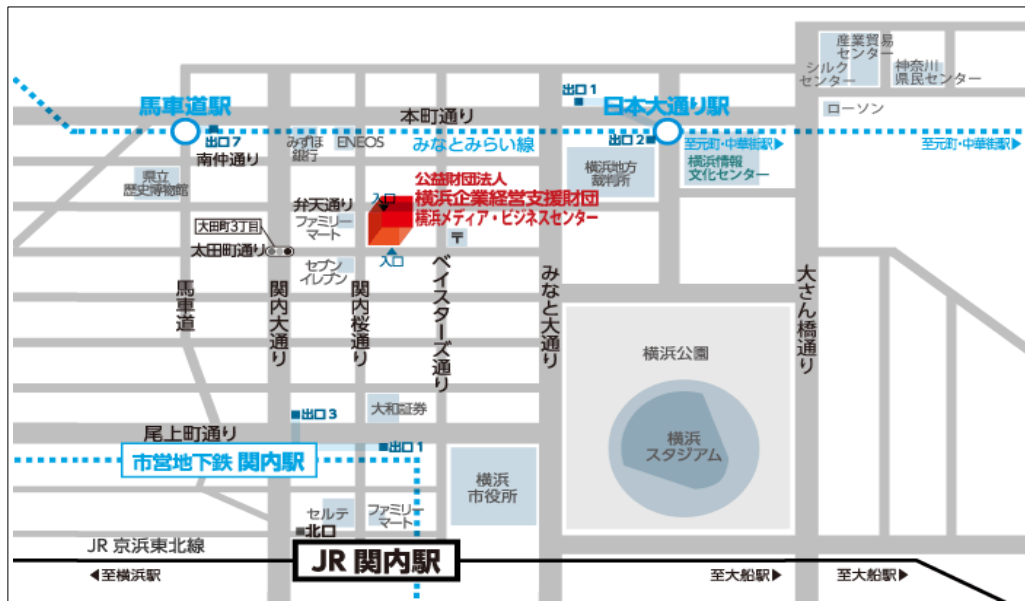 産業貿易
センター
シルク
センター
神奈川
県民センター
出口1
馬車道駅
日本大通り駅
本町通り
ローソン
出口7
みずほ
銀行
ENEOS
みなとみらい線
出口2
至元町・中華街駅▶
至元町・中華街駅▶
南仲通り
横浜地方
裁判所
横浜情報
文化センター
県立
歴史博物館
公益財団法人
横浜企業経営支援財団
横浜メディア・ビジネスセンター
入口
弁天通り
ファミリー
マート
大田町3丁目
太田町通り
〒
入口
セブン
イレブン
馬車道
関内大通り
関内桜通り
ベイスターズ通り
みなと大通り
大さん橋通り
横浜公園
横浜
スタジアム
出口3
大和証券
尾上町通り
出口1
市営地下鉄 関内駅
横浜
市役所
セルテ
ファミリー
マート
北口
JR 京浜東北線
JR 関内駅
◀至横浜駅
至大船駅▶
至大船駅▶